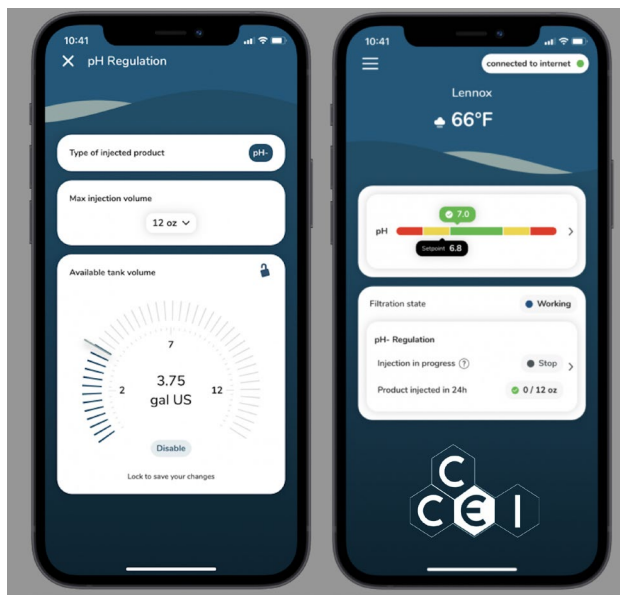 10:41
pH Regulation
Type of injected product
pH-
Max injection volume
12 oz
Available tank volume
7
2
3.75
12
gal US
Disable
Lock to save your changes
10:41
connected to internet
Lennox
66°F
7.0
pH
Setpoint 6.8
Filtration state
Working
pH- Regulation
Injection in progress ?
Stop
Product injected in 24h
0 / 12 oz
C
C E I